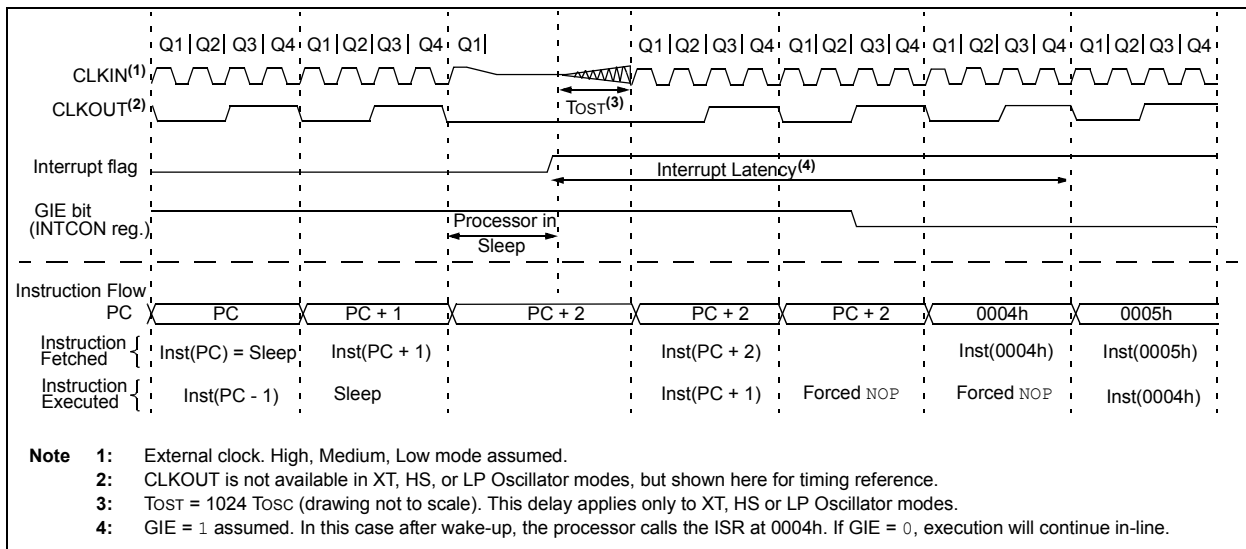 Q1 Q2 Q3 Q4 Q1 Q2 Q3 Q4 Q1 Q1 Q2 Q3 Q4 Q1 Q2 Q3 Q4 Q1 Q2 Q3 Q4 Q1 Q2 Q3 Q4
CLKIN(1)
CLKOUT(2)
TOST(3)
Interrupt flag
Interrupt Latency(4)
GIE bit
(INTCON reg.)
Processor in
Sleep
Instruction Flow
PC PC PC + 1 PC + 2 PC + 2 PC + 2 0004h 0005h
Instruction
Fetched { Inst(PC) = Sleep Inst(PC + 1) Inst(PC + 2) Inst(0004h) Inst(0005h)
Instruction
Executed { Inst(PC - 1) Sleep Inst(PC + 1) Forced NOP Forced NOP Inst(0004h)
Note 1: External clock. High, Medium, Low mode assumed.
2: CLKOUT is not available in XT, HS, or LP Oscillator modes, but shown here for timing reference.
3: TOST = 1024 TOSC (drawing not to scale). This delay applies only to XT, HS or LP Oscillator modes.
4: GIE = 1 assumed. In this case after wake-up, the processor calls the ISR at 0004h. If GIE = 0, execution will continue in-line.